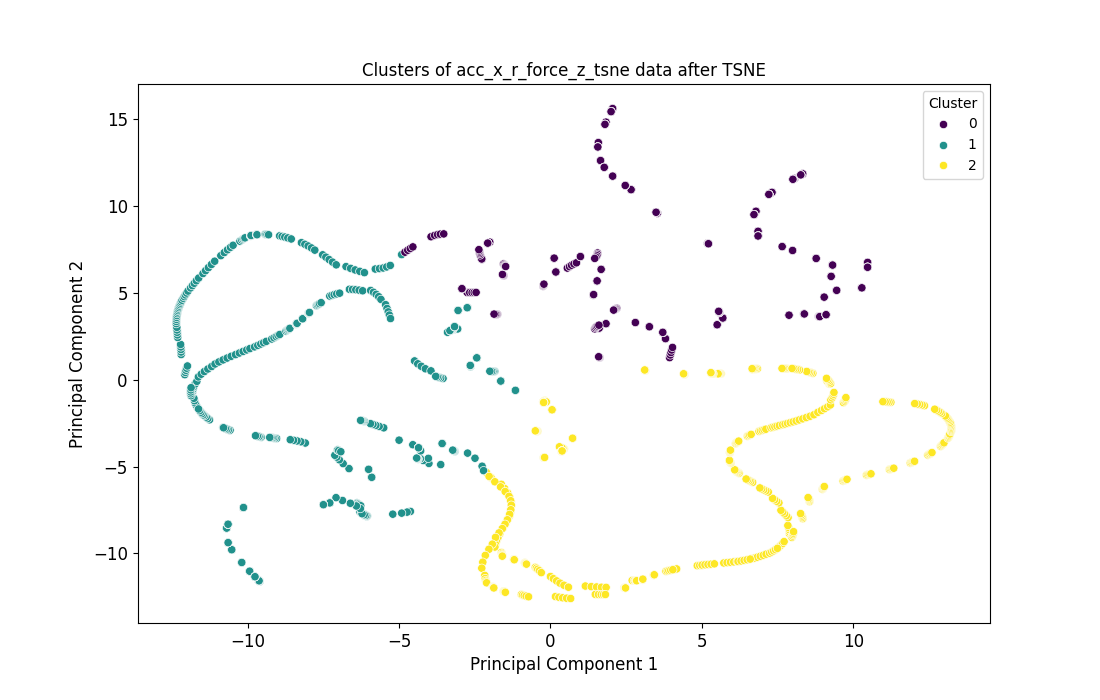 Clusters of acc_x_r_force_z_tsne data after TSNE
Cluster
0
1
2
15
10
5
0
−5
−10
Principal Component 2
−10 −5 0 5 10
Principal Component 1